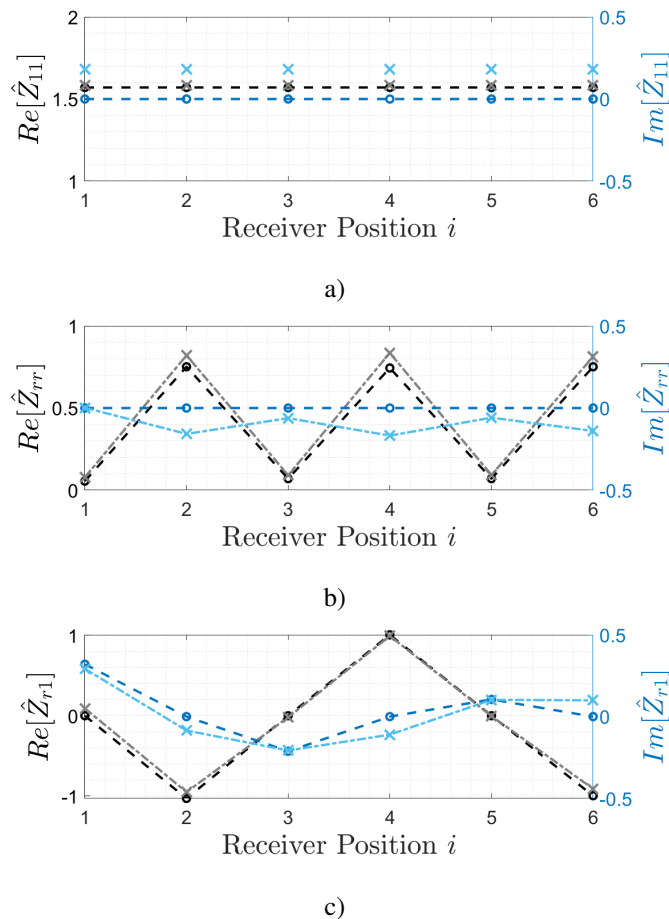 2
1.5
1
Re[Ẑ₁₁]
0.5
0
-0.5
Im[Ẑ₁₁]
1 2 3 4 5 6
Receiver Position i
a)
1
0.5
0
Re[Ẑᵣᵣ]
0.5
0
-0.5
Im[Ẑᵣᵣ]
1 2 3 4 5 6
Receiver Position i
b)
1
0
-1
Re[Ẑᵣ₁]
0.5
0
-0.5
Im[Ẑᵣ₁]
1 2 3 4 5 6
Receiver Position i
c)